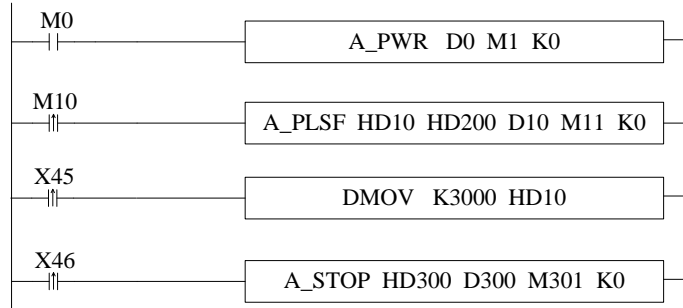 M0
A_PWR D0 M1 K0
M10
A_PLSF HD10 HD200 D10 M11 K0
X45
DMOV K3000 HD10
X46
A_STOP HD300 D300 M301 K0